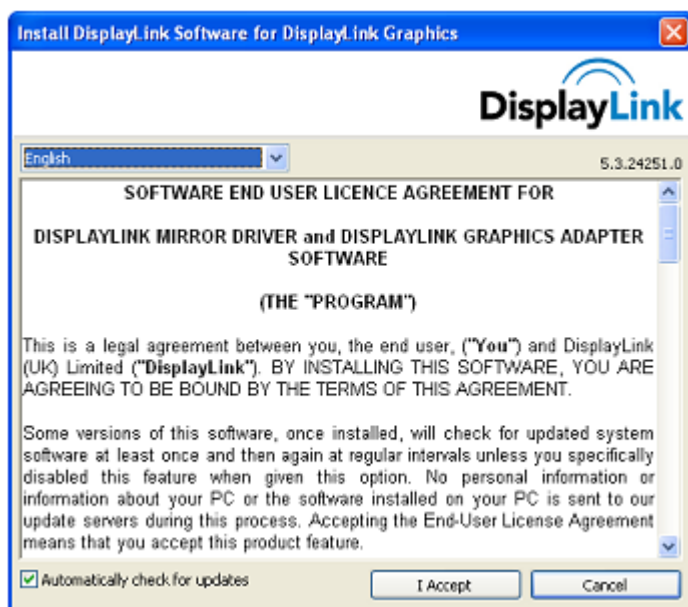 Install DisplayLink Software for DisplayLink Graphics
DisplayLink
English
5.3.24251.0
SOFTWARE END USER LICENCE AGREEMENT FOR
DISPLAYLINK MIRROR DRIVER and DISPLAYLINK GRAPHICS ADAPTER
SOFTWARE
(THE "PROGRAM")
This is a legal agreement between you, the end user, ("You") and DisplayLink
(UK) Limited ("DisplayLink"). BY INSTALLING THIS SOFTWARE, YOU ARE
AGREEING TO BE BOUND BY THE TERMS OF THIS AGREEMENT.
Some versions of this software, once installed, will check for updated system
software at least once and then again at regular intervals unless you specifically
disabled this feature when given this option. No personal information or
information about your PC or the software installed on your PC is sent to our
update servers during this process. Accepting the End-User License Agreement
means that you accept this product feature.
Automatically check for updates
I Accept
Cancel